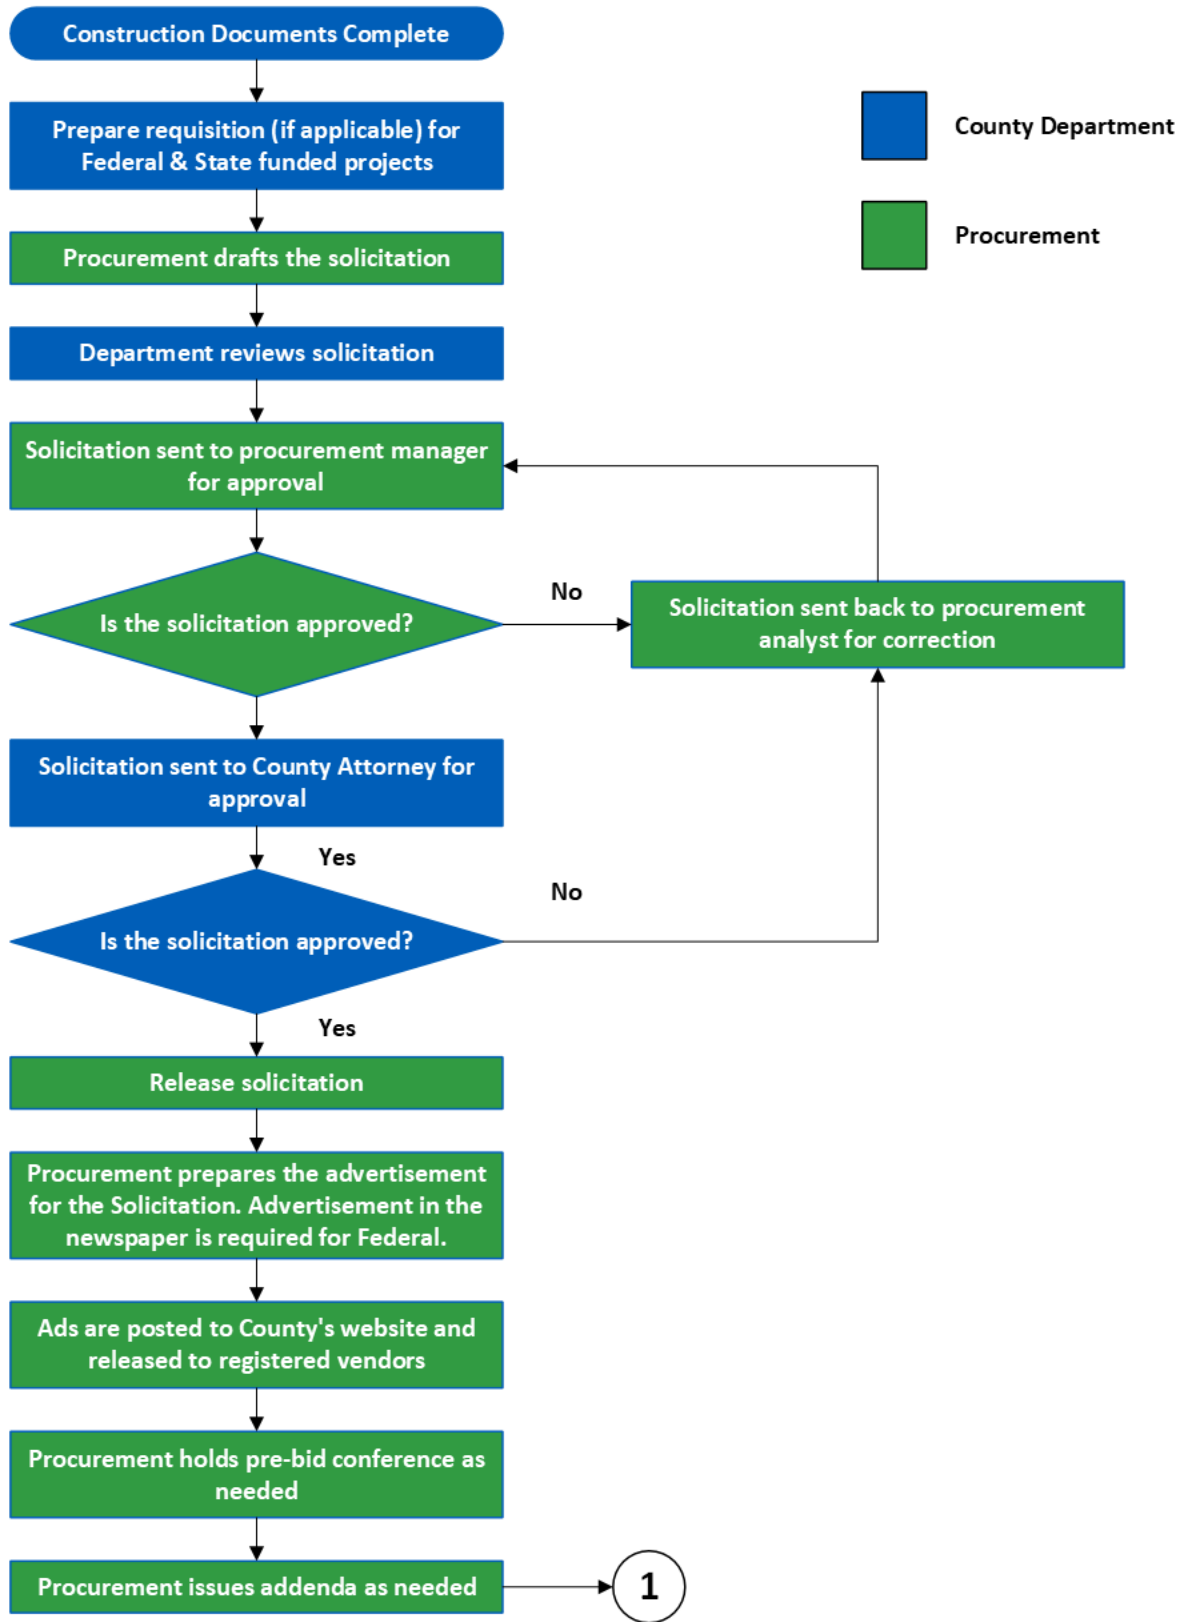 Construction Documents Complete
Prepare requisition (if applicable) for
Federal & State funded projects
County Department
Procurement
Procurement drafts the solicitation
Department reviews solicitation
Solicitation sent to procurement manager
for approval
Is the solicitation approved?
No
Solicitation sent back to procurement
analyst for correction
Solicitation sent to County Attorney for
approval
Yes
Is the solicitation approved?
No
Yes
Release solicitation
Procurement prepares the advertisement
for the Solicitation. Advertisement in the
newspaper is required for Federal.
Ads are posted to County's website and
released to registered vendors
Procurement holds pre-bid conference as
needed
Procurement issues addenda as needed
1